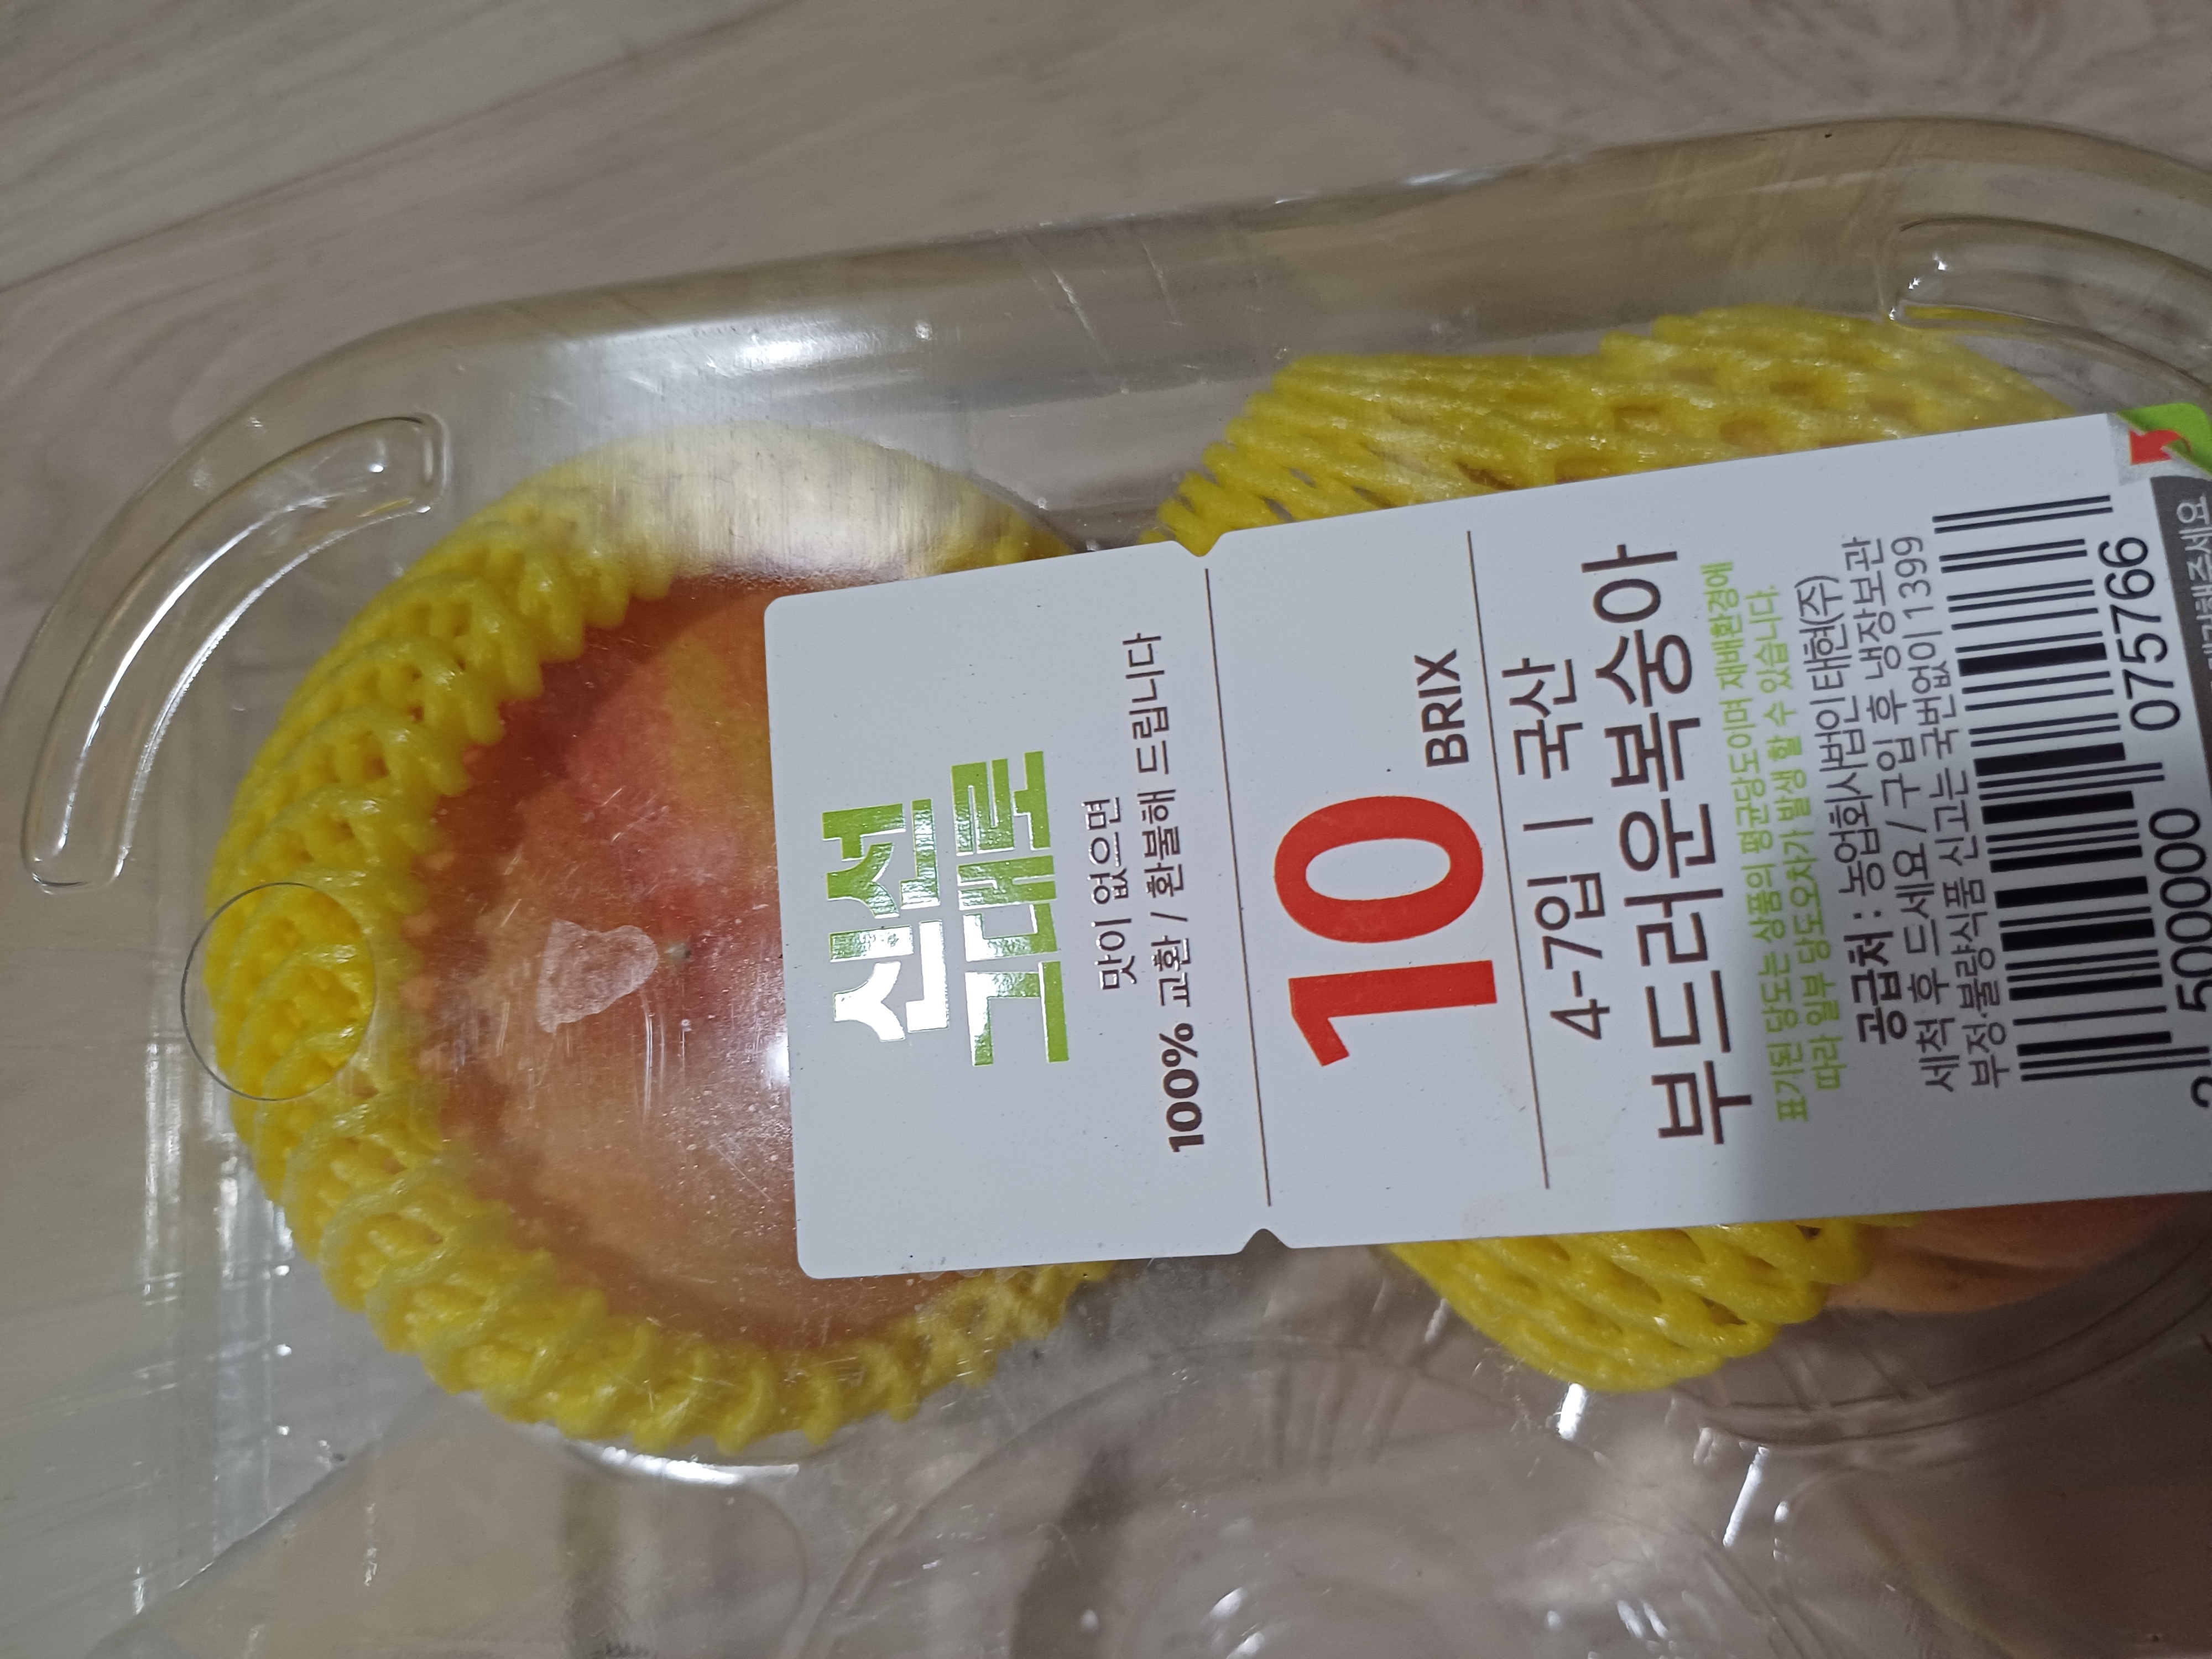 신선
그대로
맛이 없으면
100% 교환 / 환불해 드립니다
10 BRIX
4-7입 | 국산
부드러운복숭아
표기된 당도는 상품의 평균당도이며 재배환경에
따라 일부 당도오차가 발생 할 수 있습니다.
공급처 : 농업회사법인 태현(주)
세척 후 드세요 / 구입 후 냉장보관
부정·불량식품 신고는 국번없이 1399
500000 075766